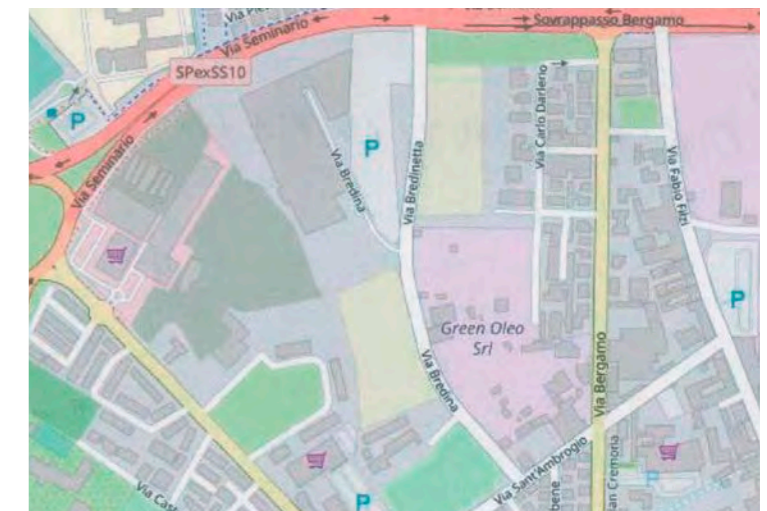 Sovrappasso Bergamo
Via Seminario
SPexSS10
P
Via Seminario
Via Bredina
P
Via Bredinetta
Via Carlo Darlerio
Via Fabio Filzi
P
Green Oleo
Srl
Via Bredina
Via Bergamo
Via Sant'Ambrogio
P
P